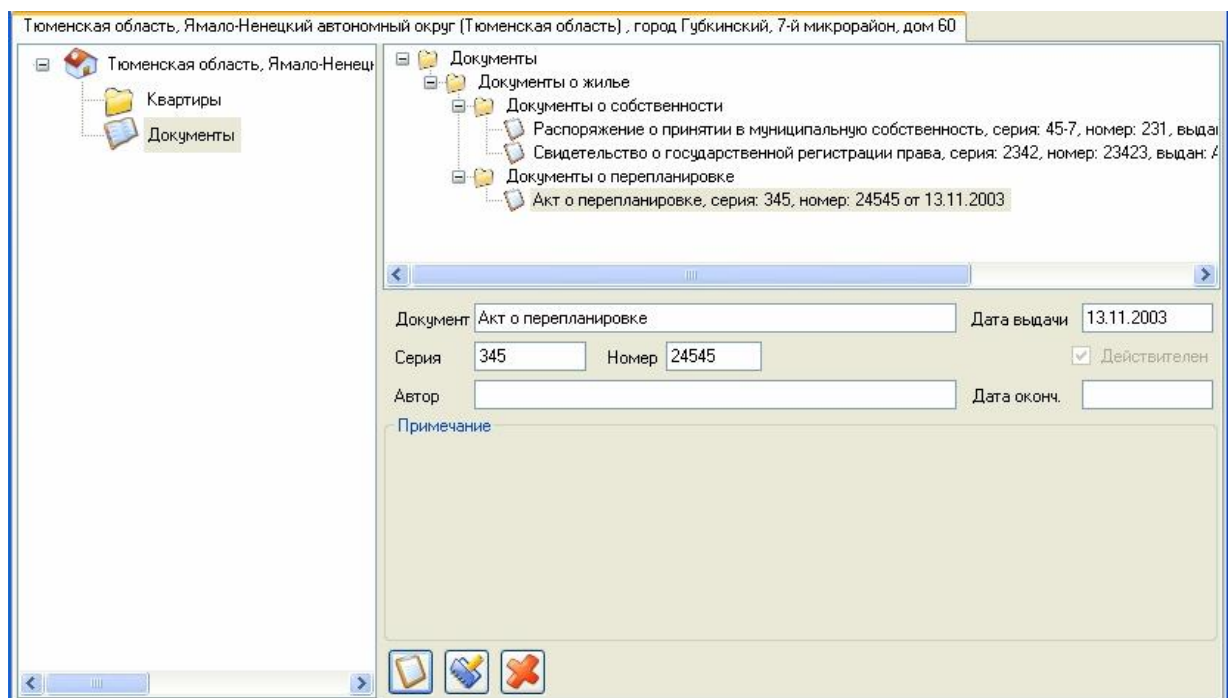 Тюменская область, Ямало-Ненецкий автономный округ (Тюменская область) , город Губкинский, 7-й микрорайон, дом 60
Тюменская область, Ямало-Ненец
Квартиры
Документы
Документы
Документы о жилье
Документы о собственности
Распоряжение о принятии в муниципальную собственность, серия: 45-7, номер: 231, выда
Свидетельство о государственной регистрации права, серия: 2342, номер: 23423, выдан:
Документы о перепланировке
Акт о перепланировке, серия: 345, номер: 24545 от 13.11.2003
Документ Акт о перепланировке Дата выдачи 13.11.2003
Серия 345 Номер 24545 Действителен
Автор Дата оконч.
Примечание